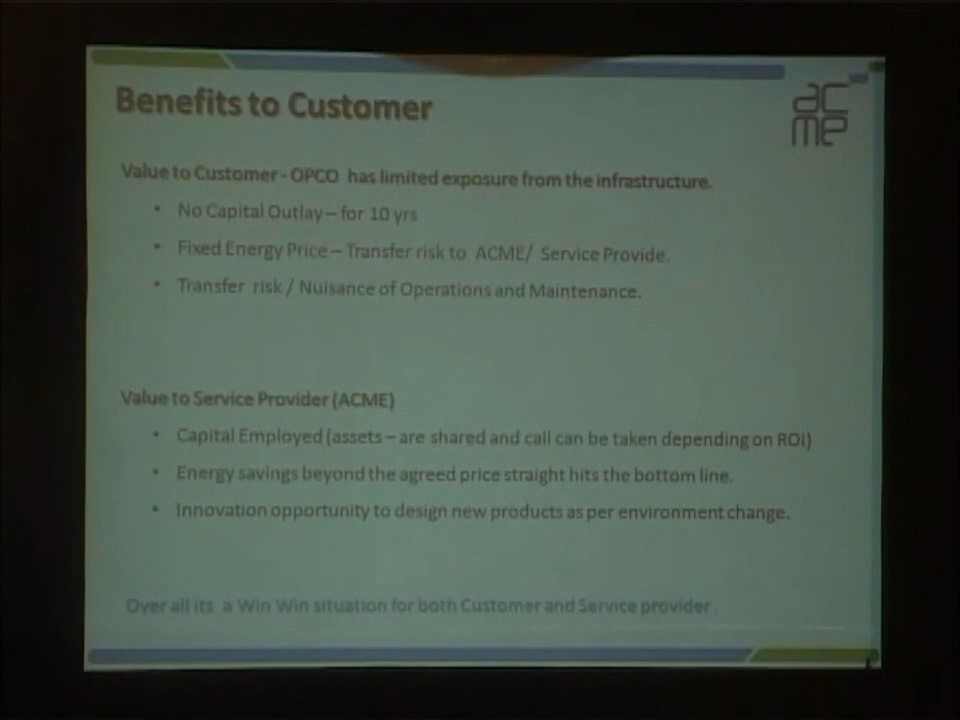 Benefits to Customer
acme
Value to Customer - OPCO has limited exposure from the infrastructure.
• No Capital Outlay – for 10 yrs
• Fixed Energy Price – Transfer risk to ACME/ Service Provide.
• Transfer risk / Nuisance of Operations and Maintenance.
Value to Service Provider (ACME)
• Capital Employed (assets – are shared and call can be taken depending on ROI)
• Energy savings beyond the agreed price straight hits the bottom line.
• Innovation opportunity to design new products as per environment change.
Over all its a Win Win situation for both Customer and Service provider .